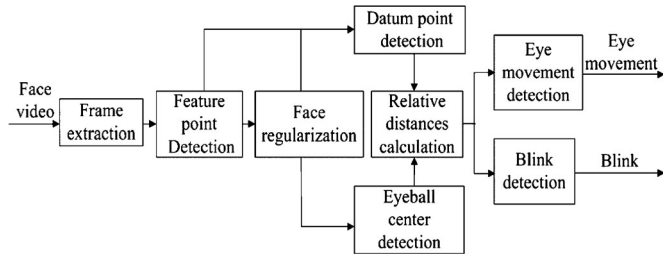 Face
video
Frame
extraction
Feature
point
Detection
Face
regularization
Datum point
detection
Relative
distances
calculation
Eyeball
center
detection
Eye
movement
detection
Eye
movement
Blink
detection
Blink